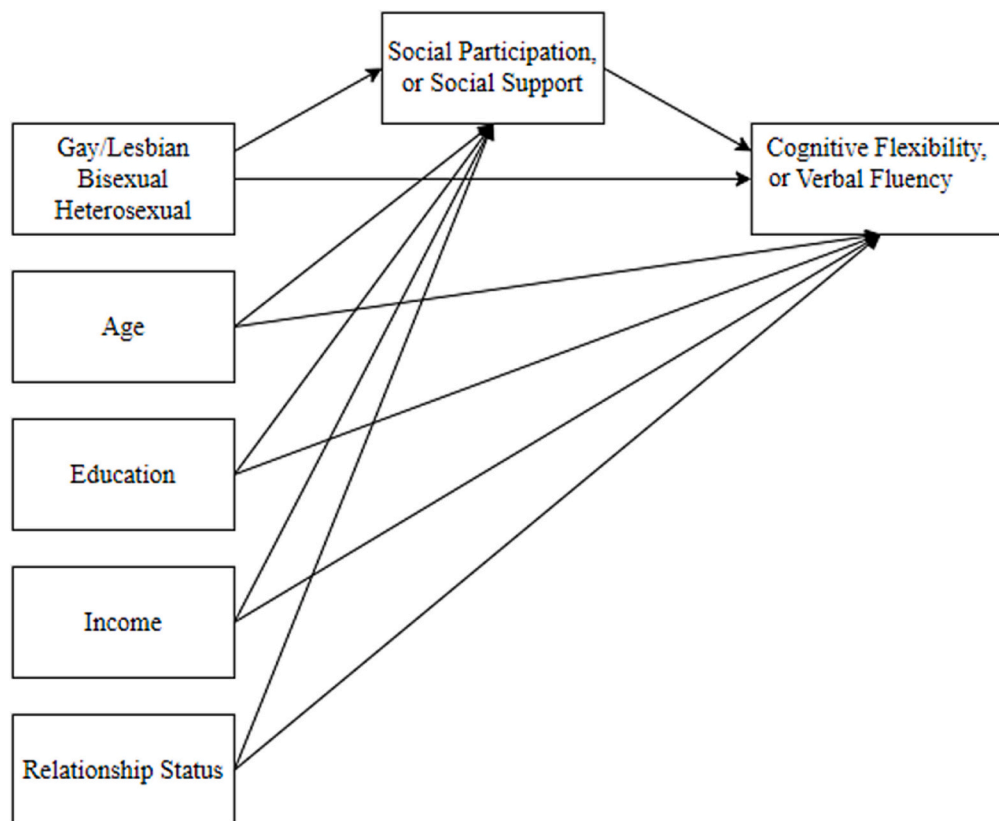 Social Participation,
or Social Support
Gay/Lesbian
Bisexual
Heterosexual
Cognitive Flexibility,
or Verbal Fluency
Age
Education
Income
Relationship Status